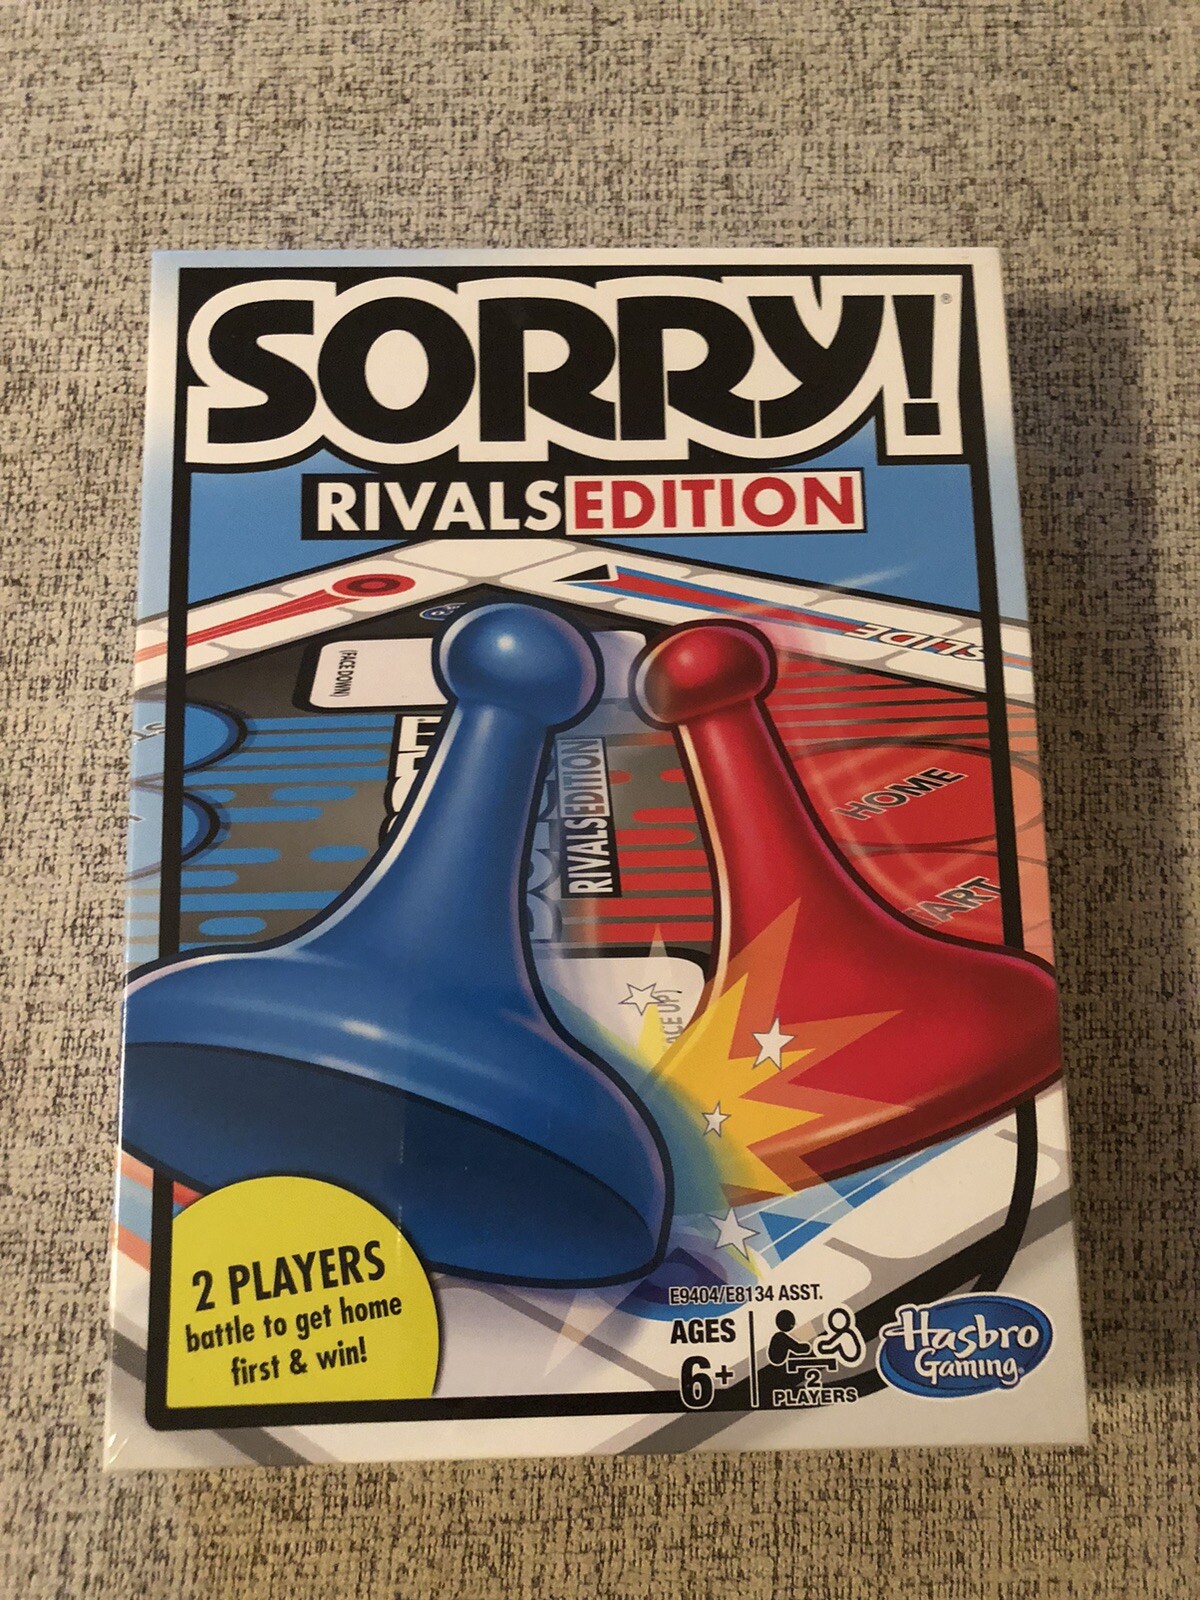 SORRY!®
RIVALS EDITION
SLIDE
(FACE DOWN)
HOME
RIVALS EDITION
2 PLAYERS
battle to get home
first & win!
E9404/E8134 ASST.
AGES
6+
2
PLAYERS
Hasbro
Gaming®